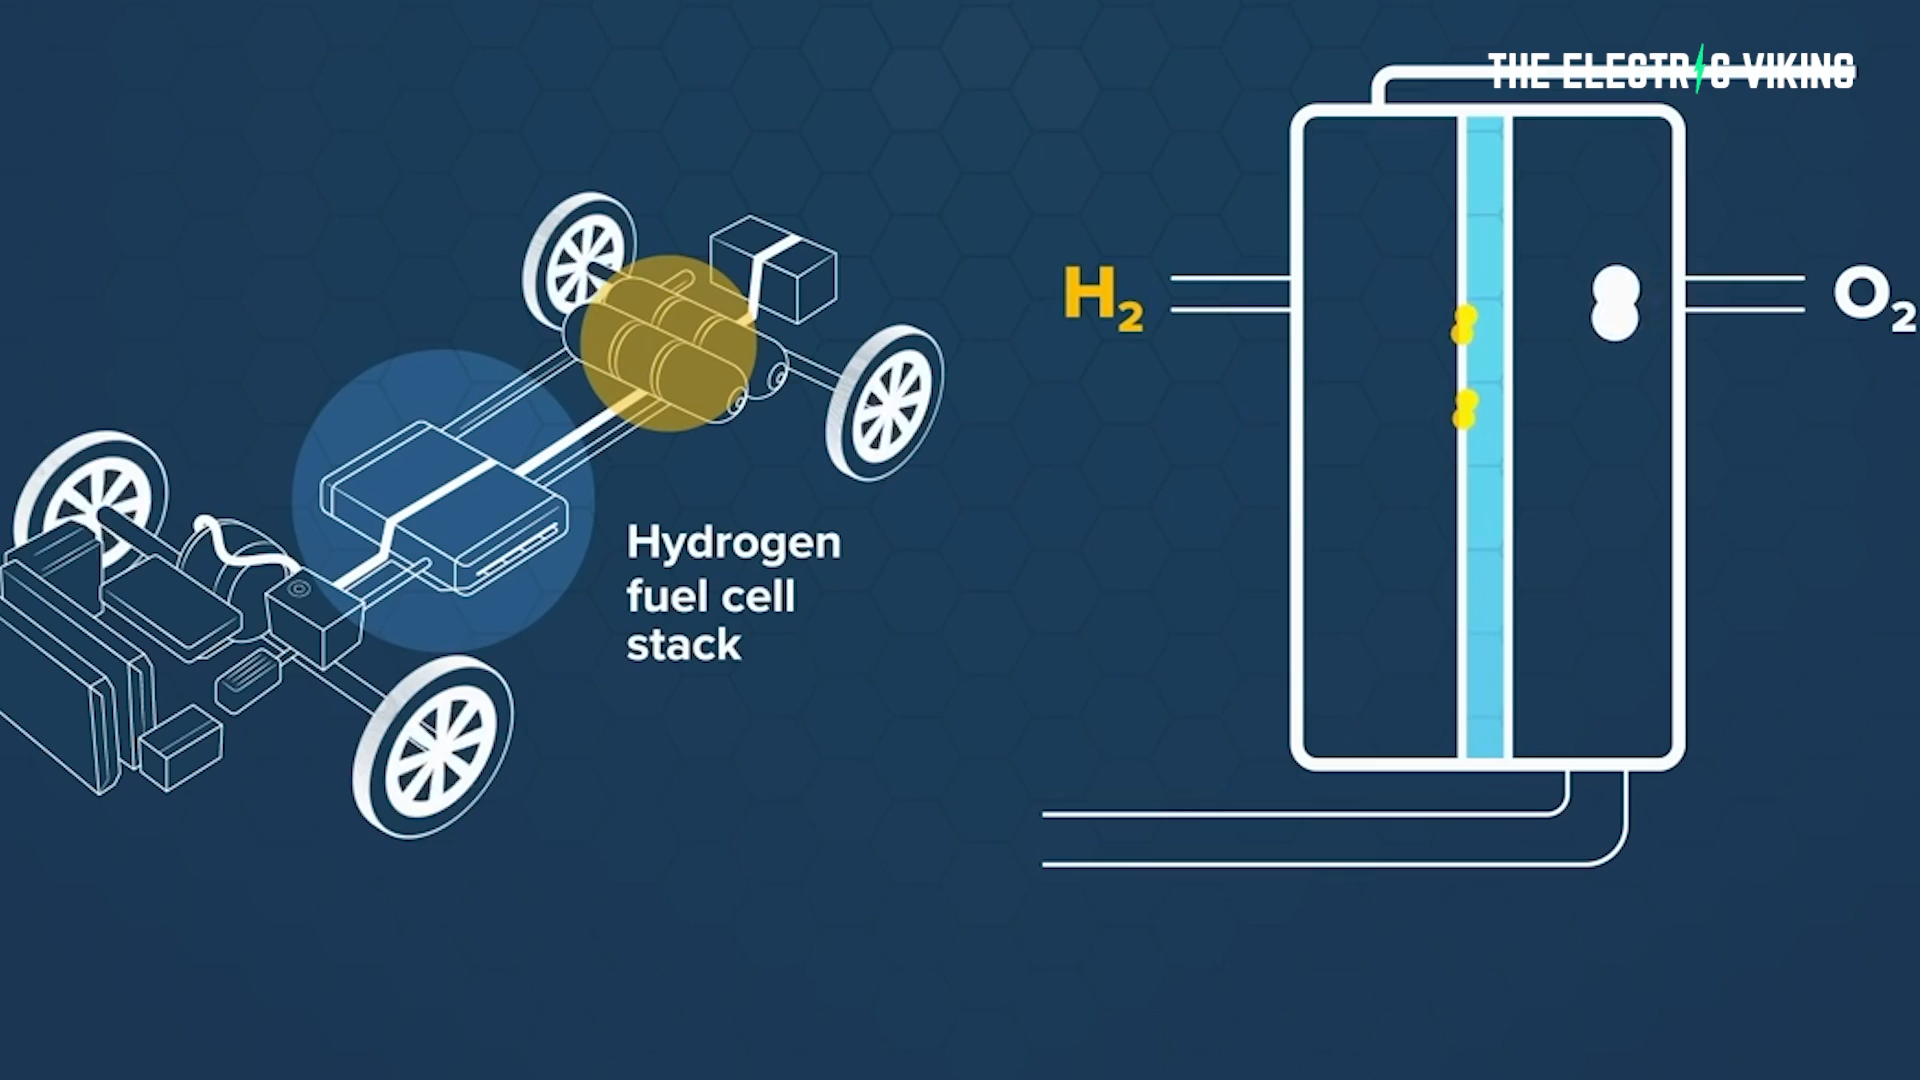 THE ELECTRIC VIKING
H2
O2
Hydrogen
fuel cell
stack